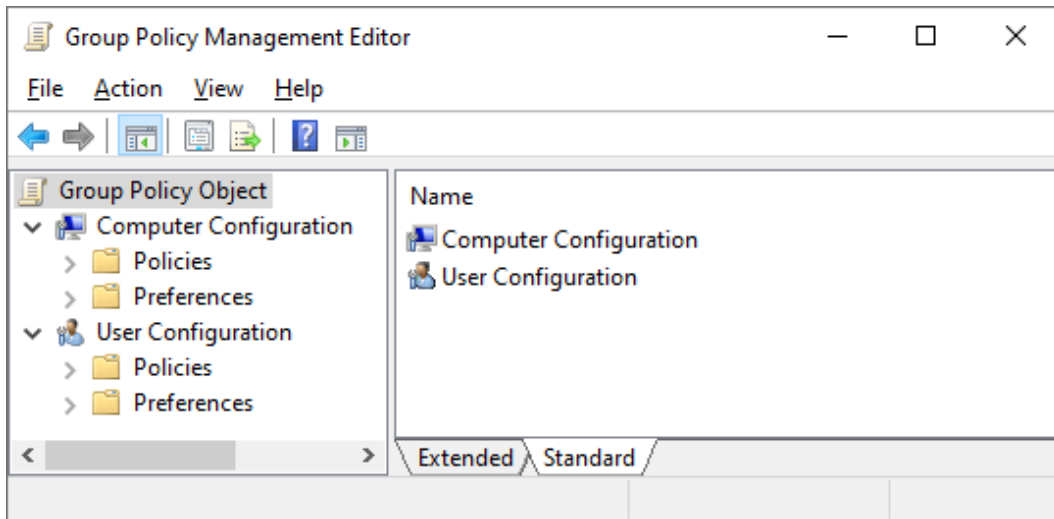 Group Policy Management Editor
File Action View Help
Group Policy Object
Computer Configuration
Policies
Preferences
User Configuration
Policies
Preferences
Name
Computer Configuration
User Configuration
Extended Standard